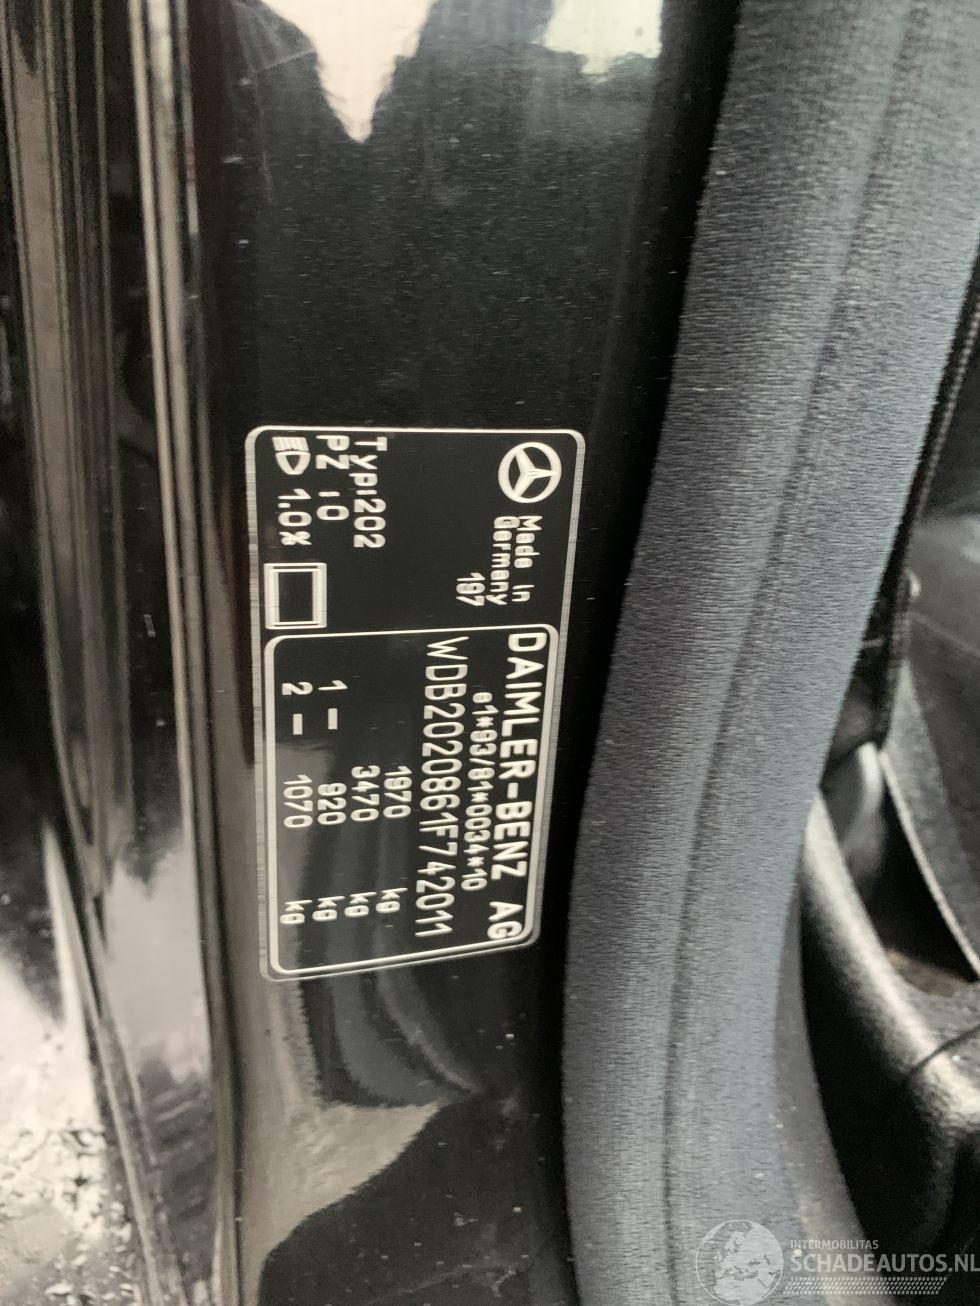 Made in
Germany
197
Typ:202
PZ :0
1.0%
DAIMLER-BENZ AG
e1*93/81*0034*10
WDB2020861F742011
1970 kg
3470 kg
1 – 920 kg
2 – 1070 kg
INTERMOBILITAS
SCHADEAUTOS.NL